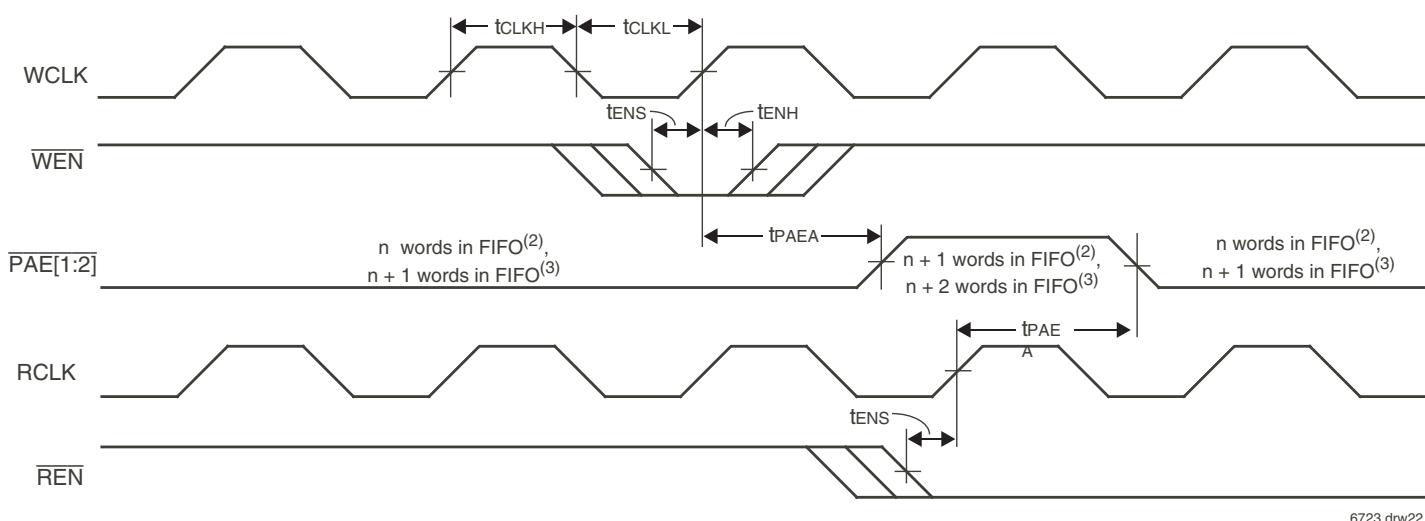 tCLKH
tCLKL
WCLK
tENS
tENH
WEN
tPAEA
PAE[1:2]
n words in FIFO(2),
n + 1 words in FIFO(3)
n + 1 words in FIFO(2),
n + 2 words in FIFO(3)
n words in FIFO(2),
n + 1 words in FIFO(3)
tPAE
A
RCLK
tENS
REN
6723 drw22